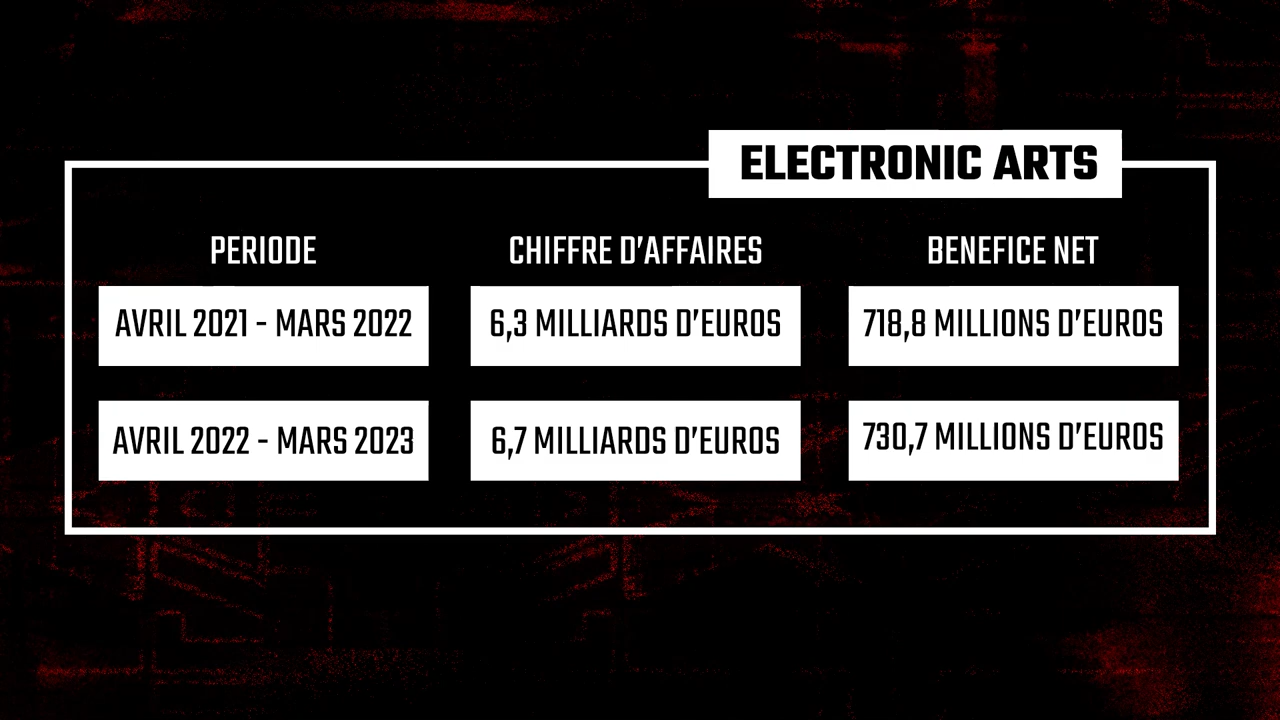 ELECTRONIC ARTS
PERIODE CHIFFRE D'AFFAIRES BENEFICE NET
AVRIL 2021 - MARS 2022 6,3 MILLIARDS D'EUROS 718,8 MILLIONS D'EUROS
AVRIL 2022 - MARS 2023 6,7 MILLIARDS D'EUROS 730,7 MILLIONS D'EUROS